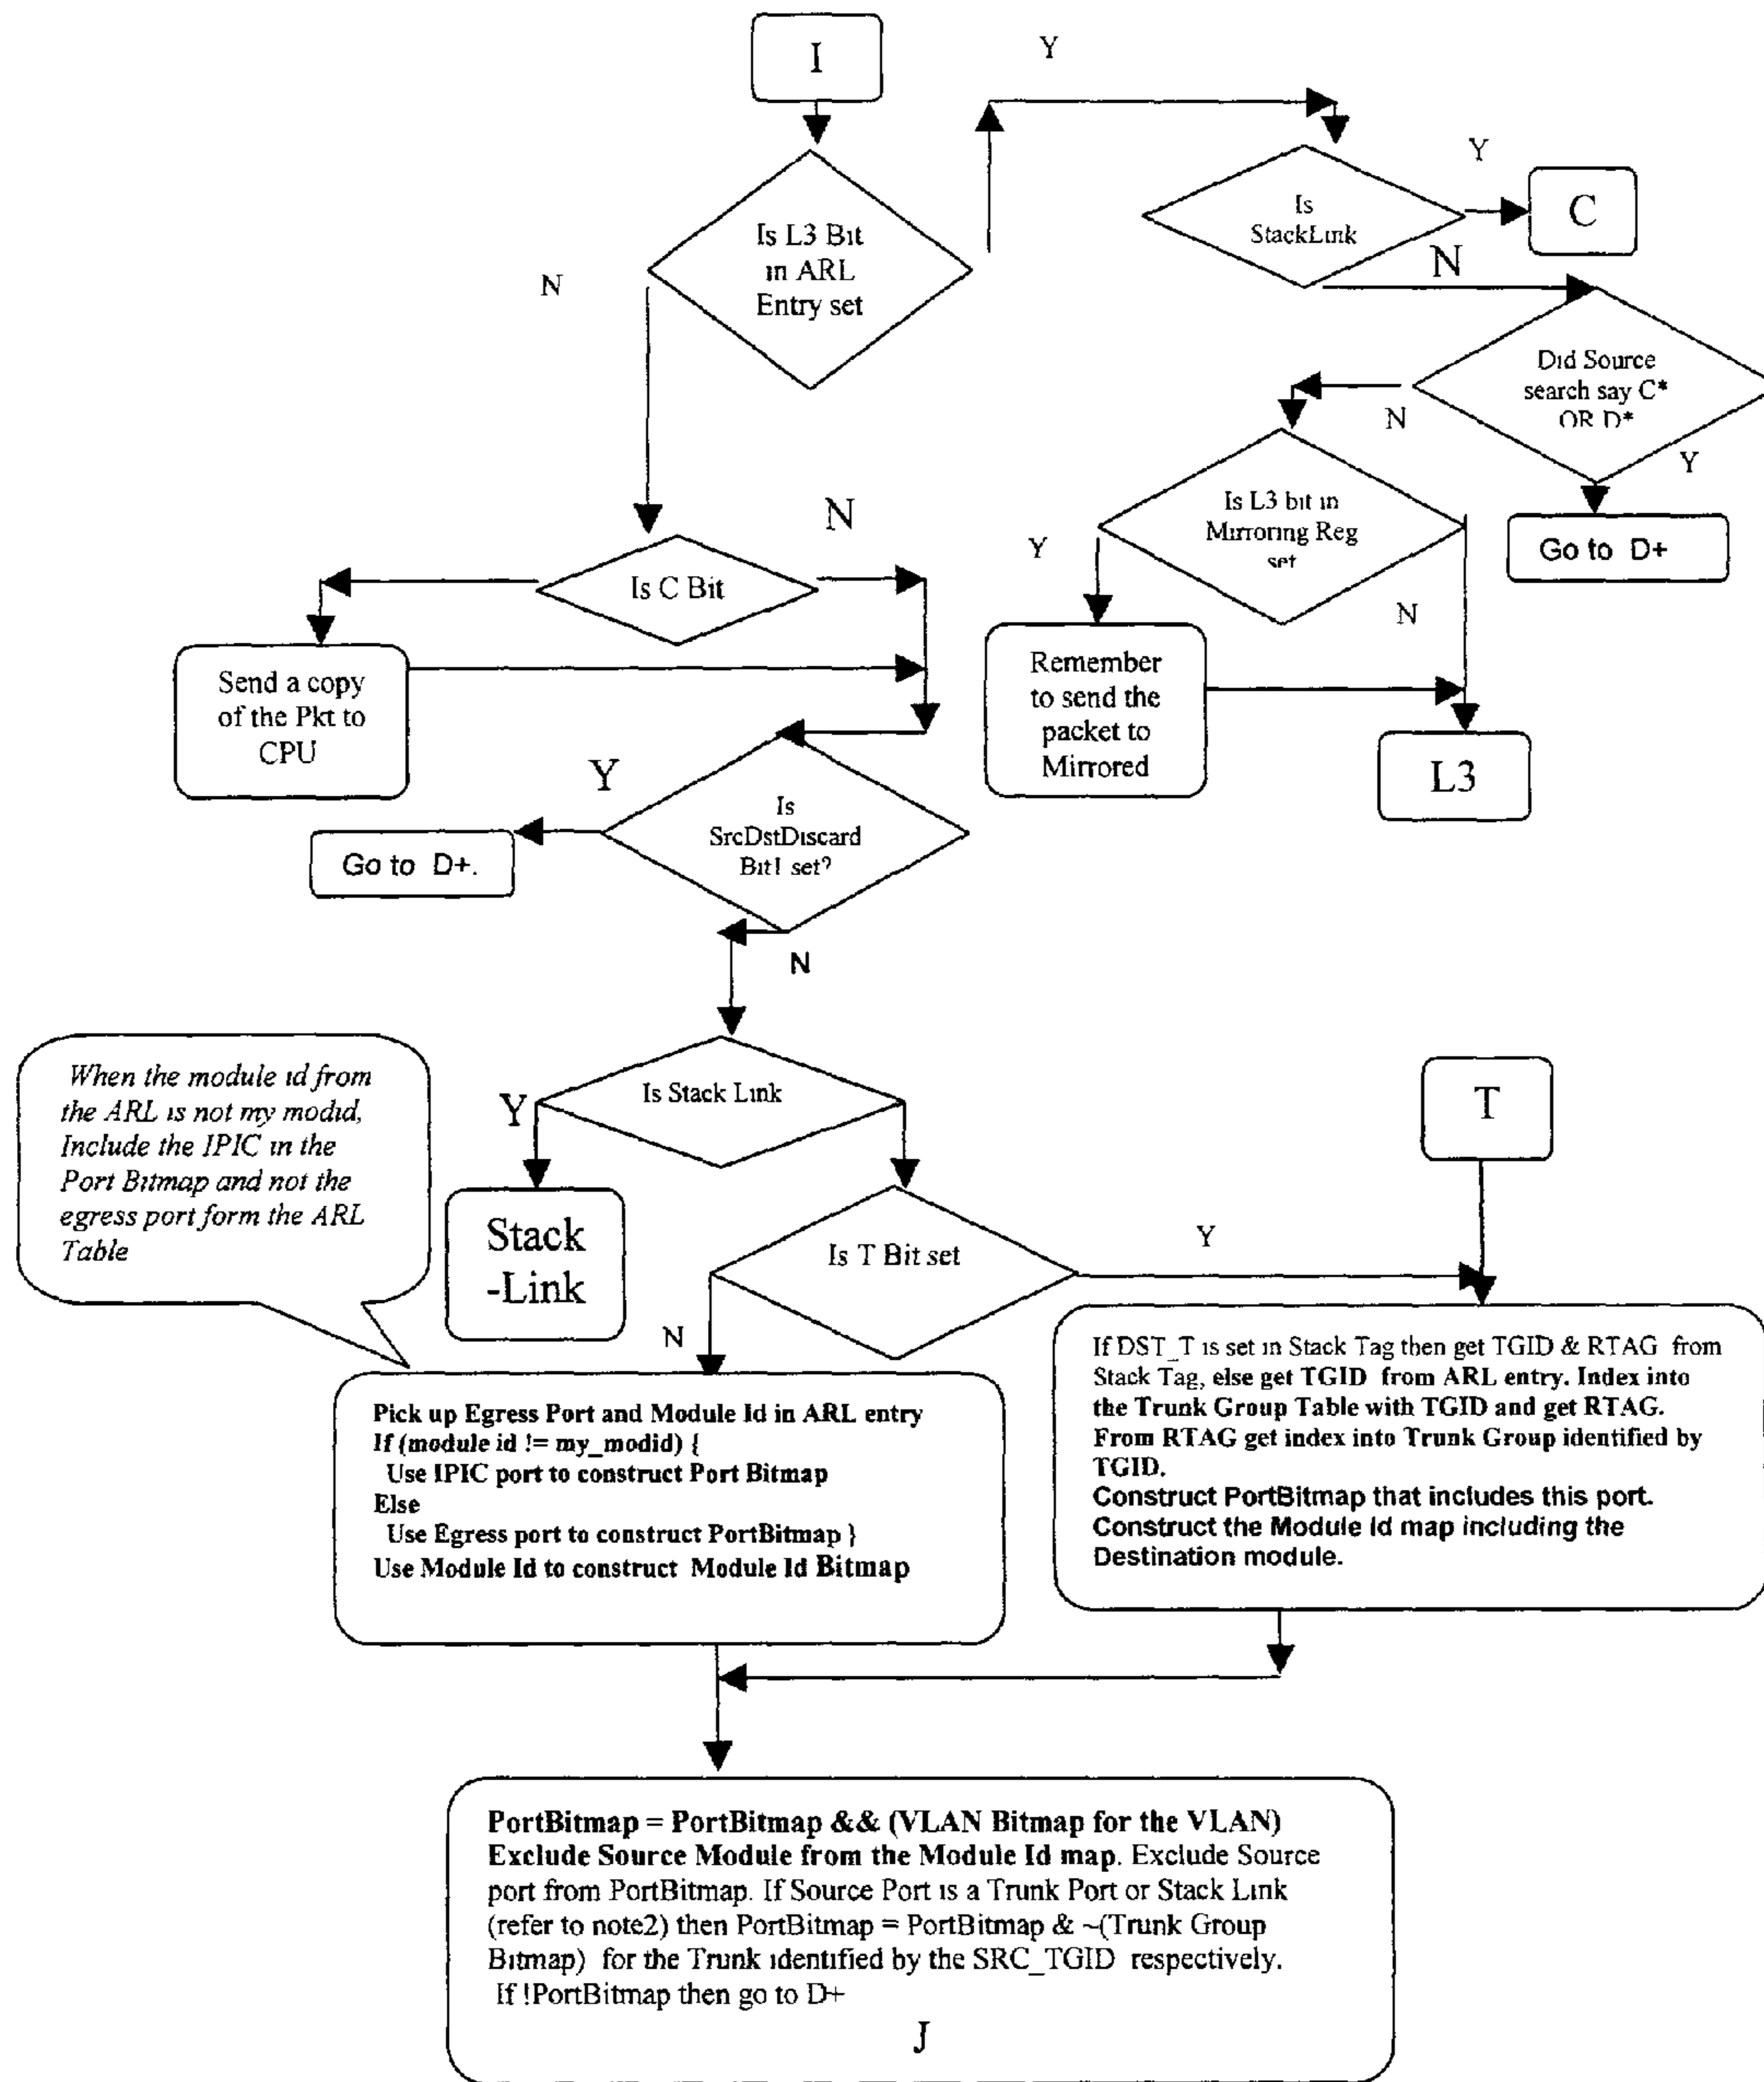 I
Y
Is L3 Bit
in ARL
Entry set
N
Is
StackLink
Y
C
N
Did Source
search say C*
OR D*
N
Y
Go to D+
Is L3 bit in
Mirroring Reg
set
Y
N
Remember
to send the
packet to
Mirrored
L3
Is C Bit
N
Send a copy
of the Pkt to
CPU
Y
Is
SrcDstDiscard
Bit1 set?
Go to D+.
N
When the module id from
the ARL is not my modid,
Include the IPIC in the
Port Bitmap and not the
egress port form the ARL
Table
Is Stack Link
Y
Stack
-Link
T
Is T Bit set
Y
N
Pick up Egress Port and Module Id in ARL entry
If (module id != my_modid) {
Use IPIC port to construct Port Bitmap
Else
Use Egress port to construct PortBitmap }
Use Module Id to construct Module Id Bitmap
If DST_T is set in Stack Tag then get TGID & RTAG from
Stack Tag, else get TGID from ARL entry. Index into
the Trunk Group Table with TGID and get RTAG.
From RTAG get index into Trunk Group identified by
TGID.
Construct PortBitmap that includes this port.
Construct the Module Id map including the
Destination module.
PortBitmap = PortBitmap && (VLAN Bitmap for the VLAN)
Exclude Source Module from the Module Id map. Exclude Source
port from PortBitmap. If Source Port is a Trunk Port or Stack Link
(refer to note2) then PortBitmap = PortBitmap & ~(Trunk Group
Bitmap) for the Trunk identified by the SRC_TGID respectively.
If !PortBitmap then go to D+
J